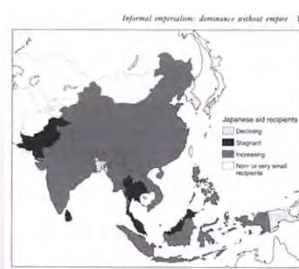 Informal imperialism: dominance without empire
Japanese aid recipients
Declining
Stagnant
Increasing
Non- or very small
recipients